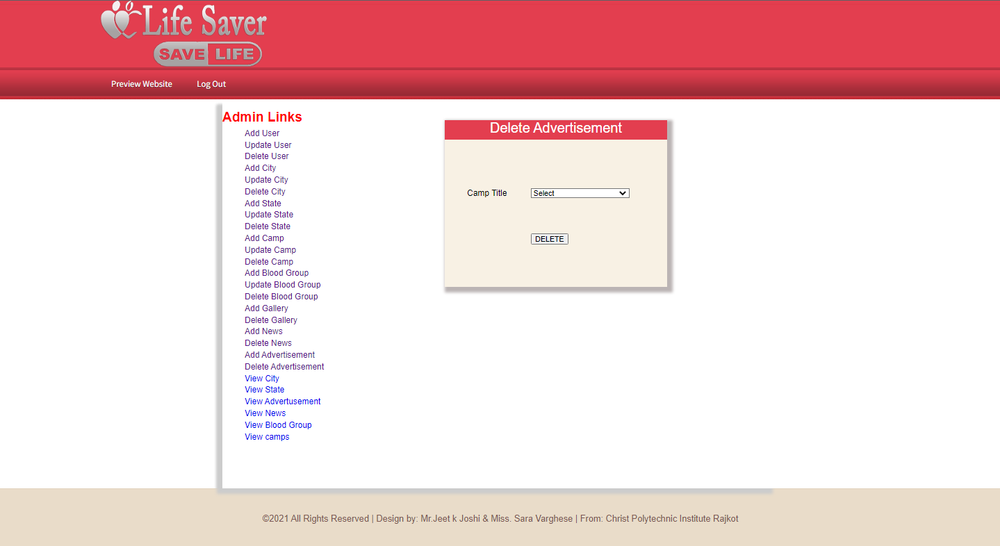 Life Saver
SAVE LIFE
Preview Website Log Out
Admin Links
Add User
Update User
Delete User
Add City
Update City
Delete City
Add State
Update State
Delete State
Add Camp
Update Camp
Delete Camp
Add Blood Group
Update Blood Group
Delete Blood Group
Add Gallery
Delete Gallery
Add News
Delete News
Add Advertisement
Delete Advertisement
View City
View State
View Advertusement
View News
View Blood Group
View camps
Delete Advertisement
Camp Title Select
DELETE
©2021 All Rights Reserved | Design by: Mr.Jeet k Joshi & Miss. Sara Varghese | From: Christ Polytechnic Institute Rajkot